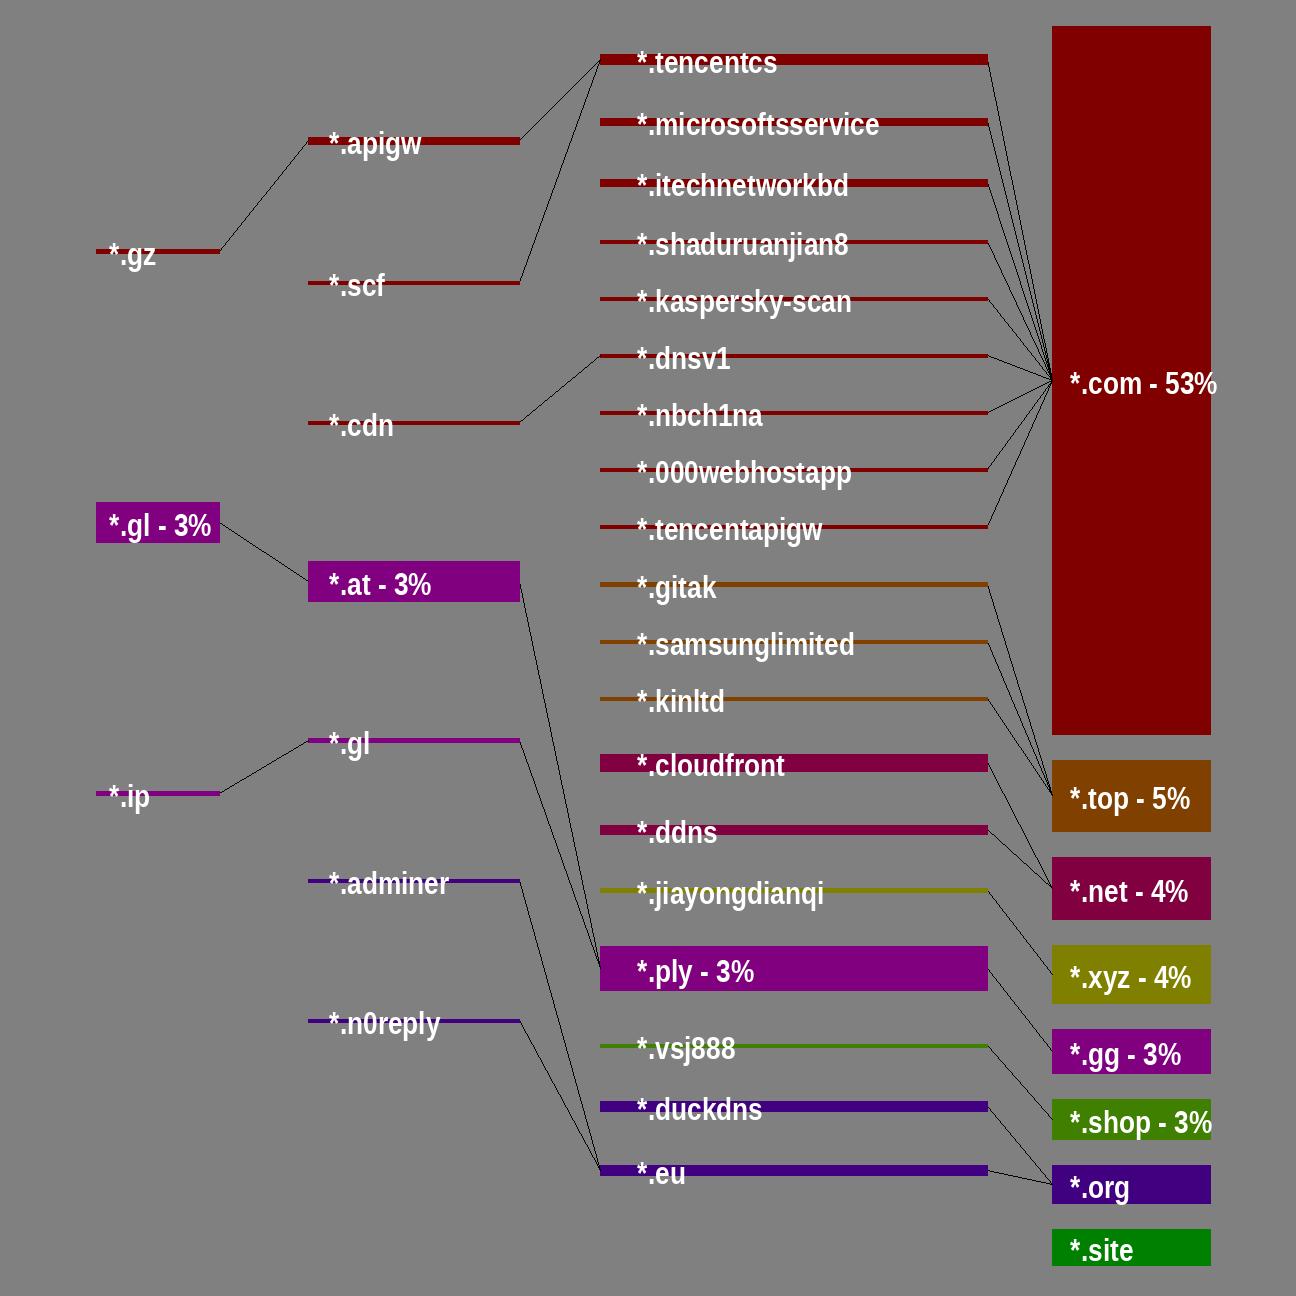 *.gz
*.gl - 3%
*.ip
*.apigw
*.scf
*.cdn
*.at - 3%
*.gl
*.adminer
*.n0reply
*.tencentcs
*.microsoftsservice
*.itechnetworkbd
*.shaduruanjian8
*.kaspersky-scan
*.dnsv1
*.nbch1na
*.000webhostapp
*.tencentapigw
*.gitak
*.samsunglimited
*.kinltd
*.cloudfront
*.ddns
*.jiayongdianqi
*.ply - 3%
*.vsj888
*.duckdns
*.eu
*.com - 53%
*.top - 5%
*.net - 4%
*.xyz - 4%
*.gg - 3%
*.shop - 3%
*.org
*.site